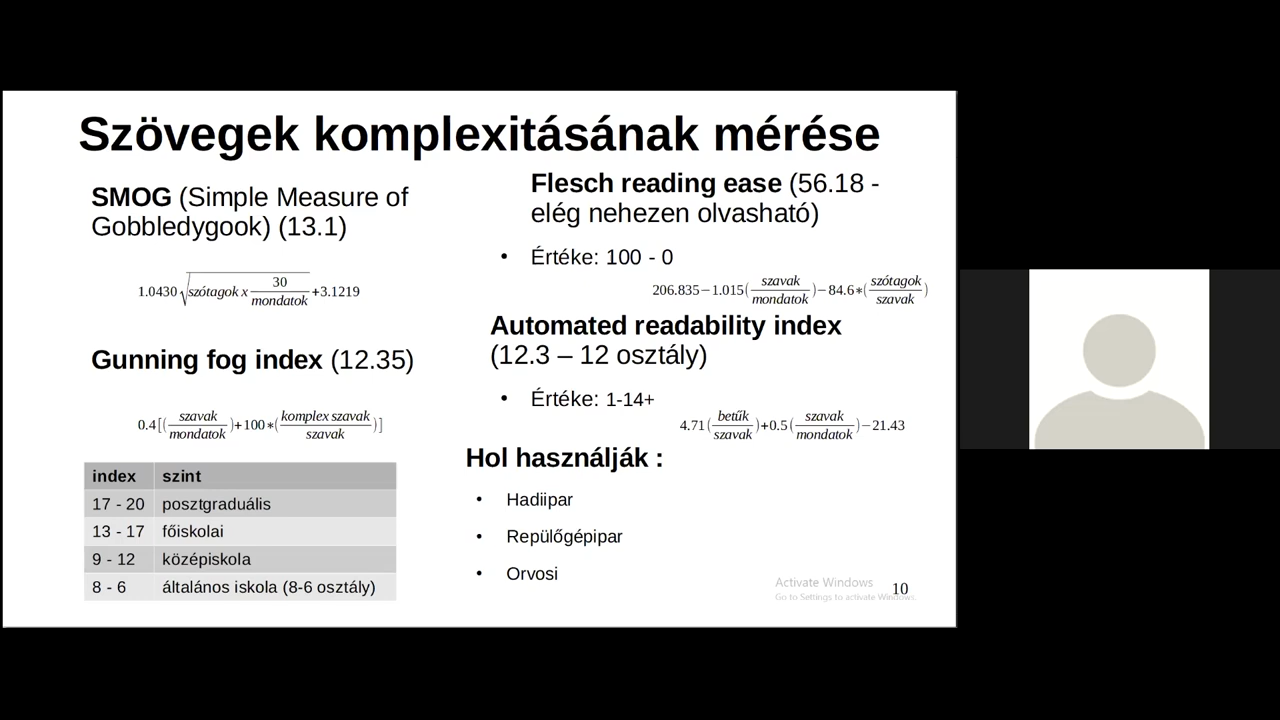 Szövegek komplexitásának mérése
SMOG (Simple Measure of
Gobbledygook) (13.1)
1.0430 √(szótagok x 30/mondatok) +3.1219
Gunning fog index (12.35)
0.4[(szavak/mondatok)+100∗(komplex szavak/szavak)]
index szint
17 - 20 posztgraduális
13 - 17 főiskolai
9 - 12 középiskola
8 - 6 általános iskola (8-6 osztály)
Flesch reading ease (56.18 -
elég nehezen olvasható)
• Értéke: 100 - 0
206.835−1.015(szavak/mondatok)−84.6∗(szótagok/szavak)
Automated readability index
(12.3 – 12 osztály)
• Értéke: 1-14+
4.71(betűk/szavak)+0.5(szavak/mondatok)−21.43
Hol használják :
• Hadiipar
• Repülőgépipar
• Orvosi
Activate Windows
Go to Settings to activate Windows.
10